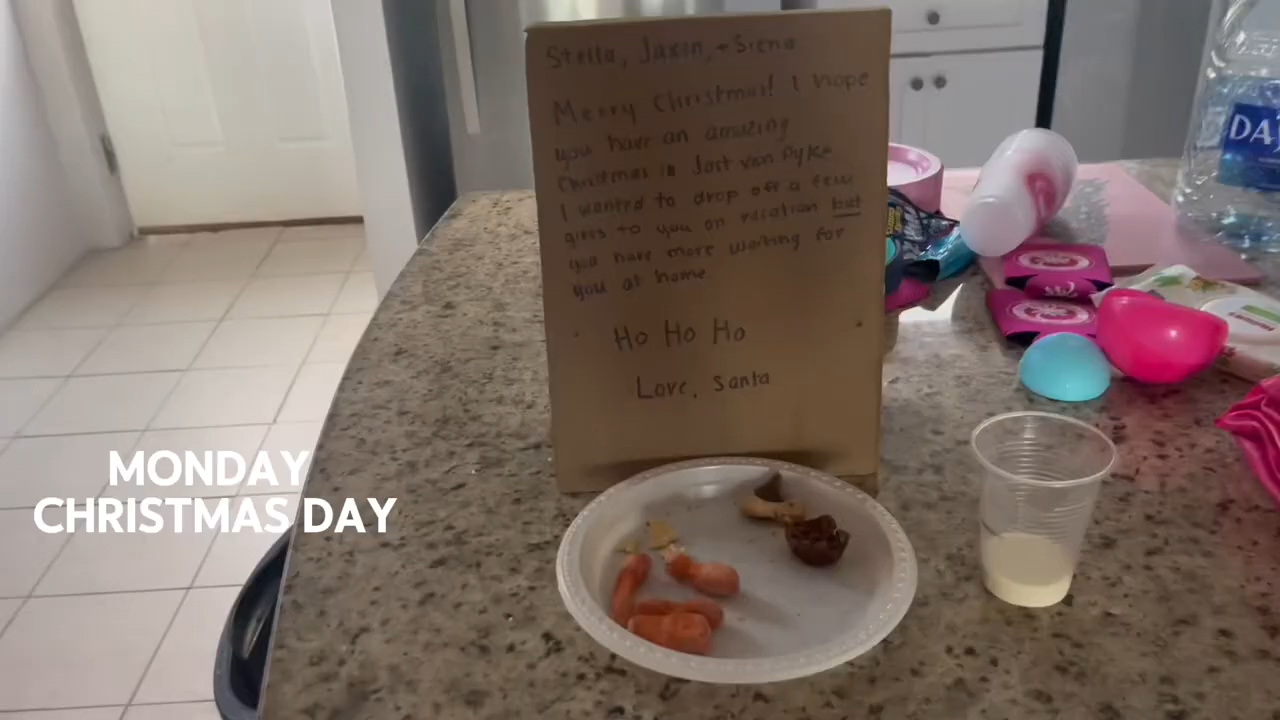 Stella, Jaxin, + Siena
Merry Christmas! I hope
you have an amazing
Christmas in Jost Van Dyke
I wanted to drop off a few
gives to you on vacation but
you have more waiting for
you at home.
Ho Ho Ho
Love, Santa
MONDAY
CHRISTMAS DAY
DA